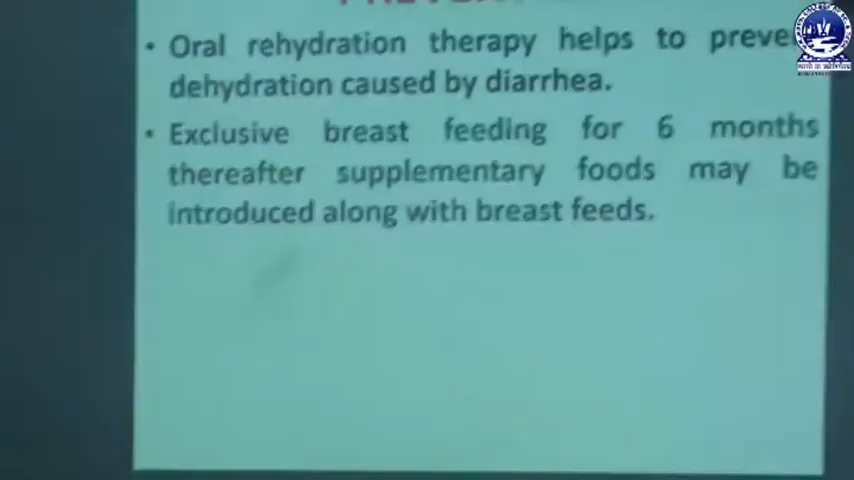 • Oral rehydration therapy helps to
dehydration caused by diarrhea.
• Exclusive breast feeding for 6 months
thereafter supplementary foods may be
introduced along with breast feeds.